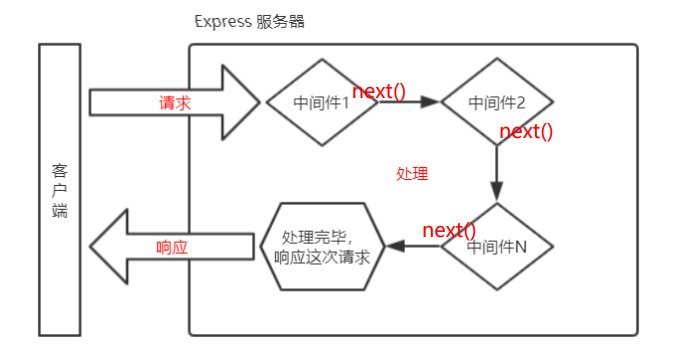 Express 服务器
客户端
请求
中间件1
next()
中间件2
next()
处理
next()
中间件N
处理完毕，
响应这次请求
响应